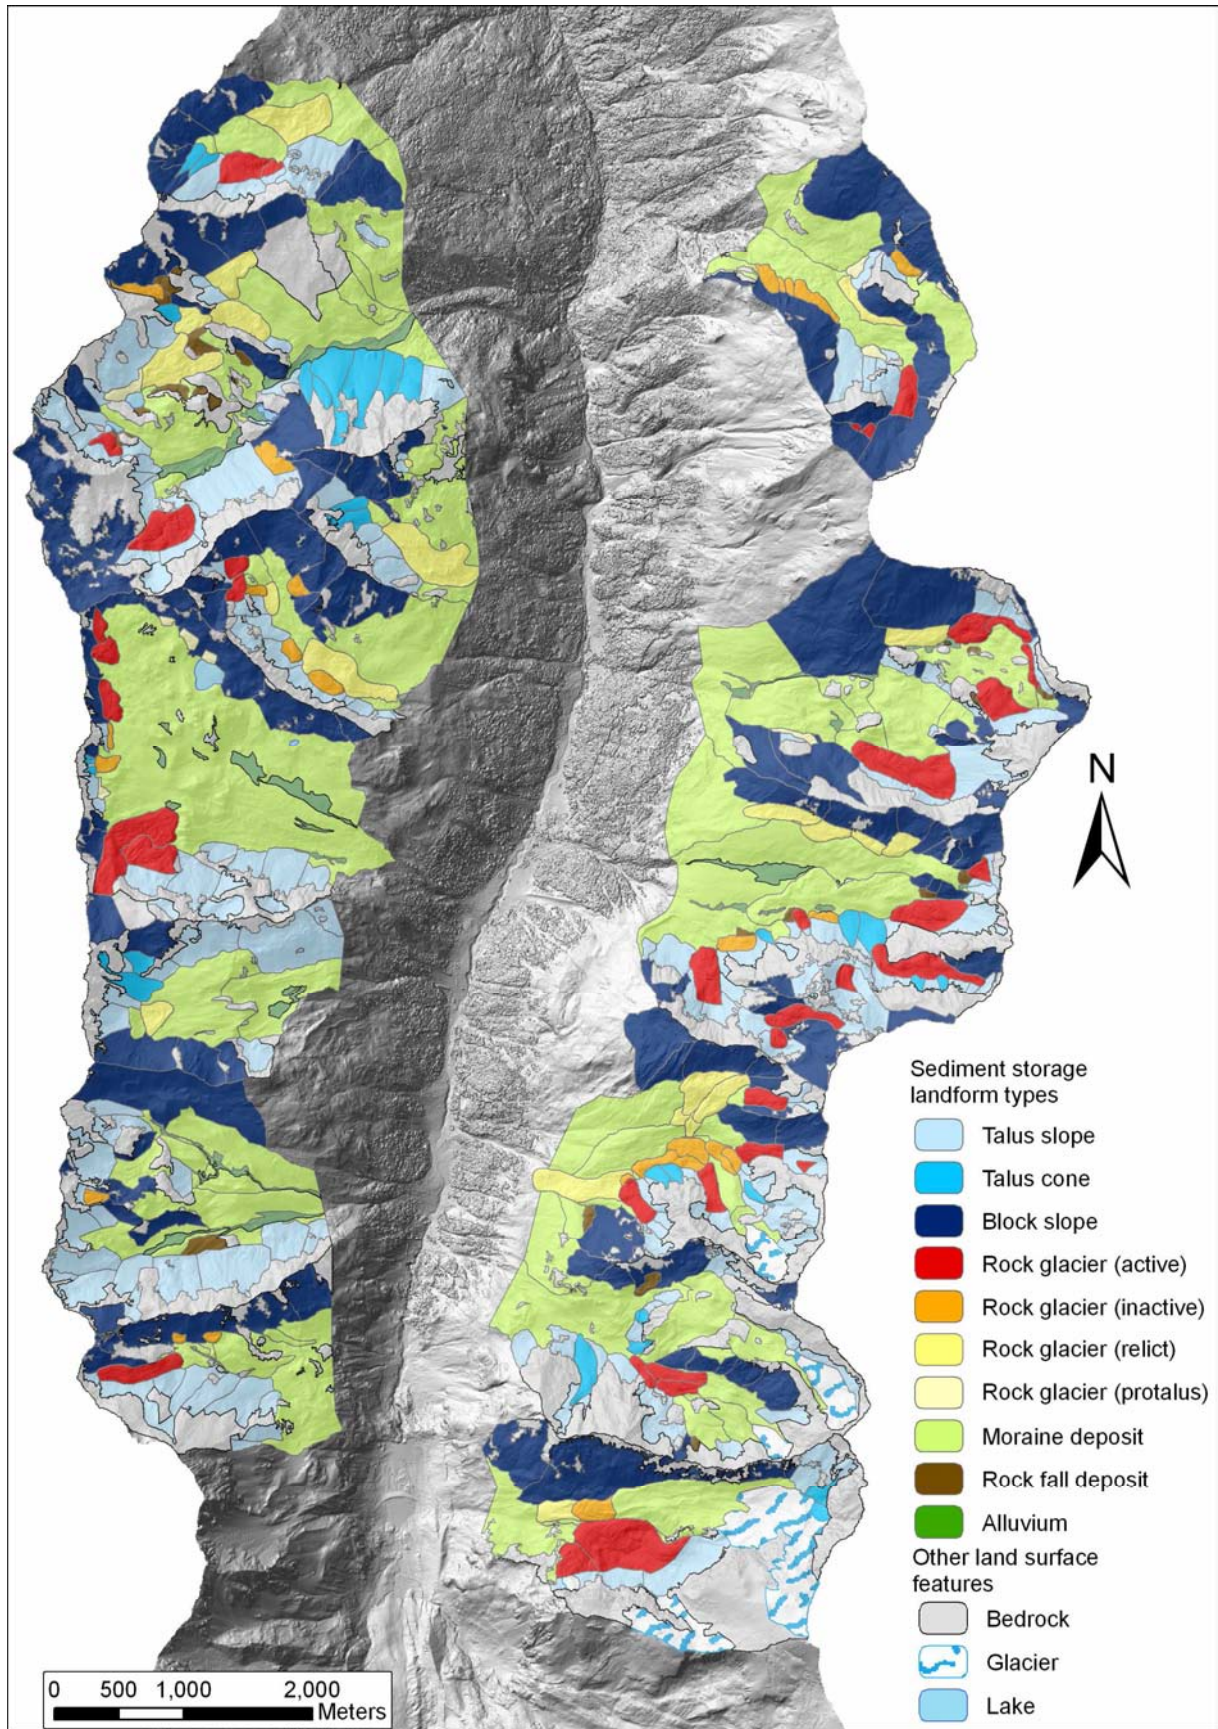 N
Sediment storage
landform types
Talus slope
Talus cone
Block slope
Rock glacier (active)
Rock glacier (inactive)
Rock glacier (relict)
Rock glacier (protalus)
Moraine deposit
Rock fall deposit
Alluvium
Other land surface
features
Bedrock
Glacier
Lake
0 500 1,000 2,000
Meters